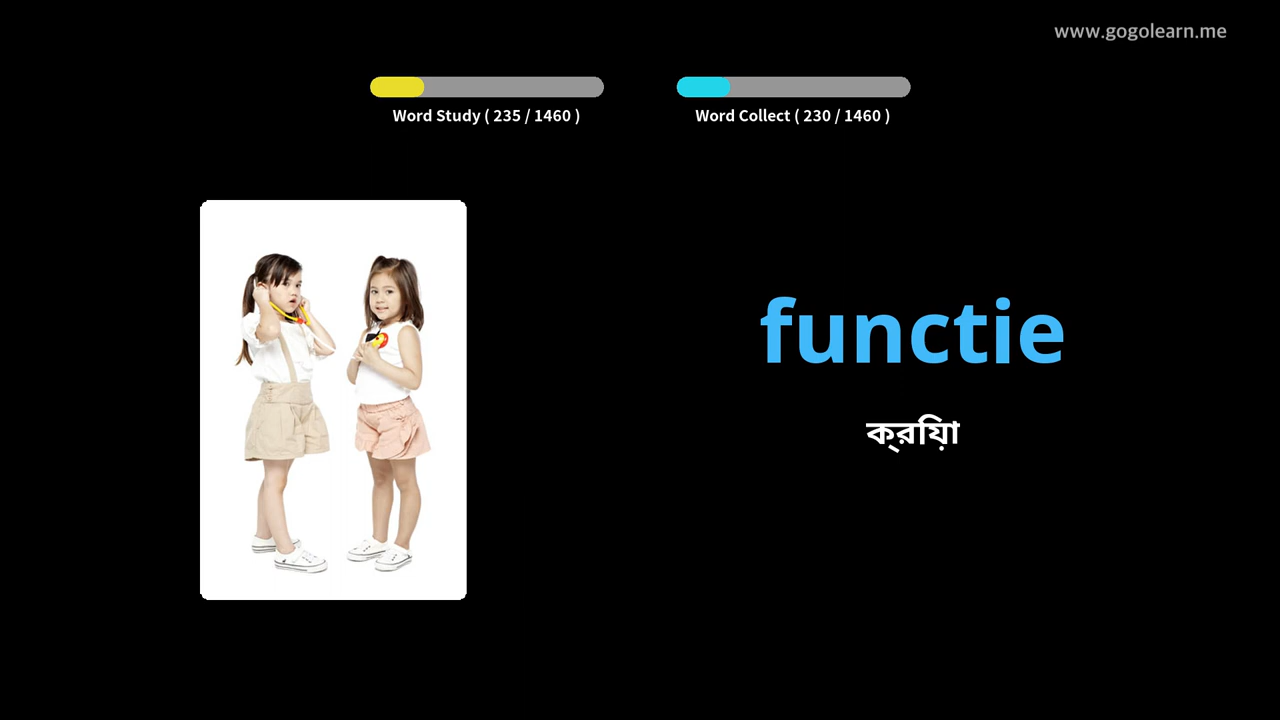 www.gogolearn.me
Word Study ( 235 / 1460 )
Word Collect ( 230 / 1460 )
functie
ক্রিয়া